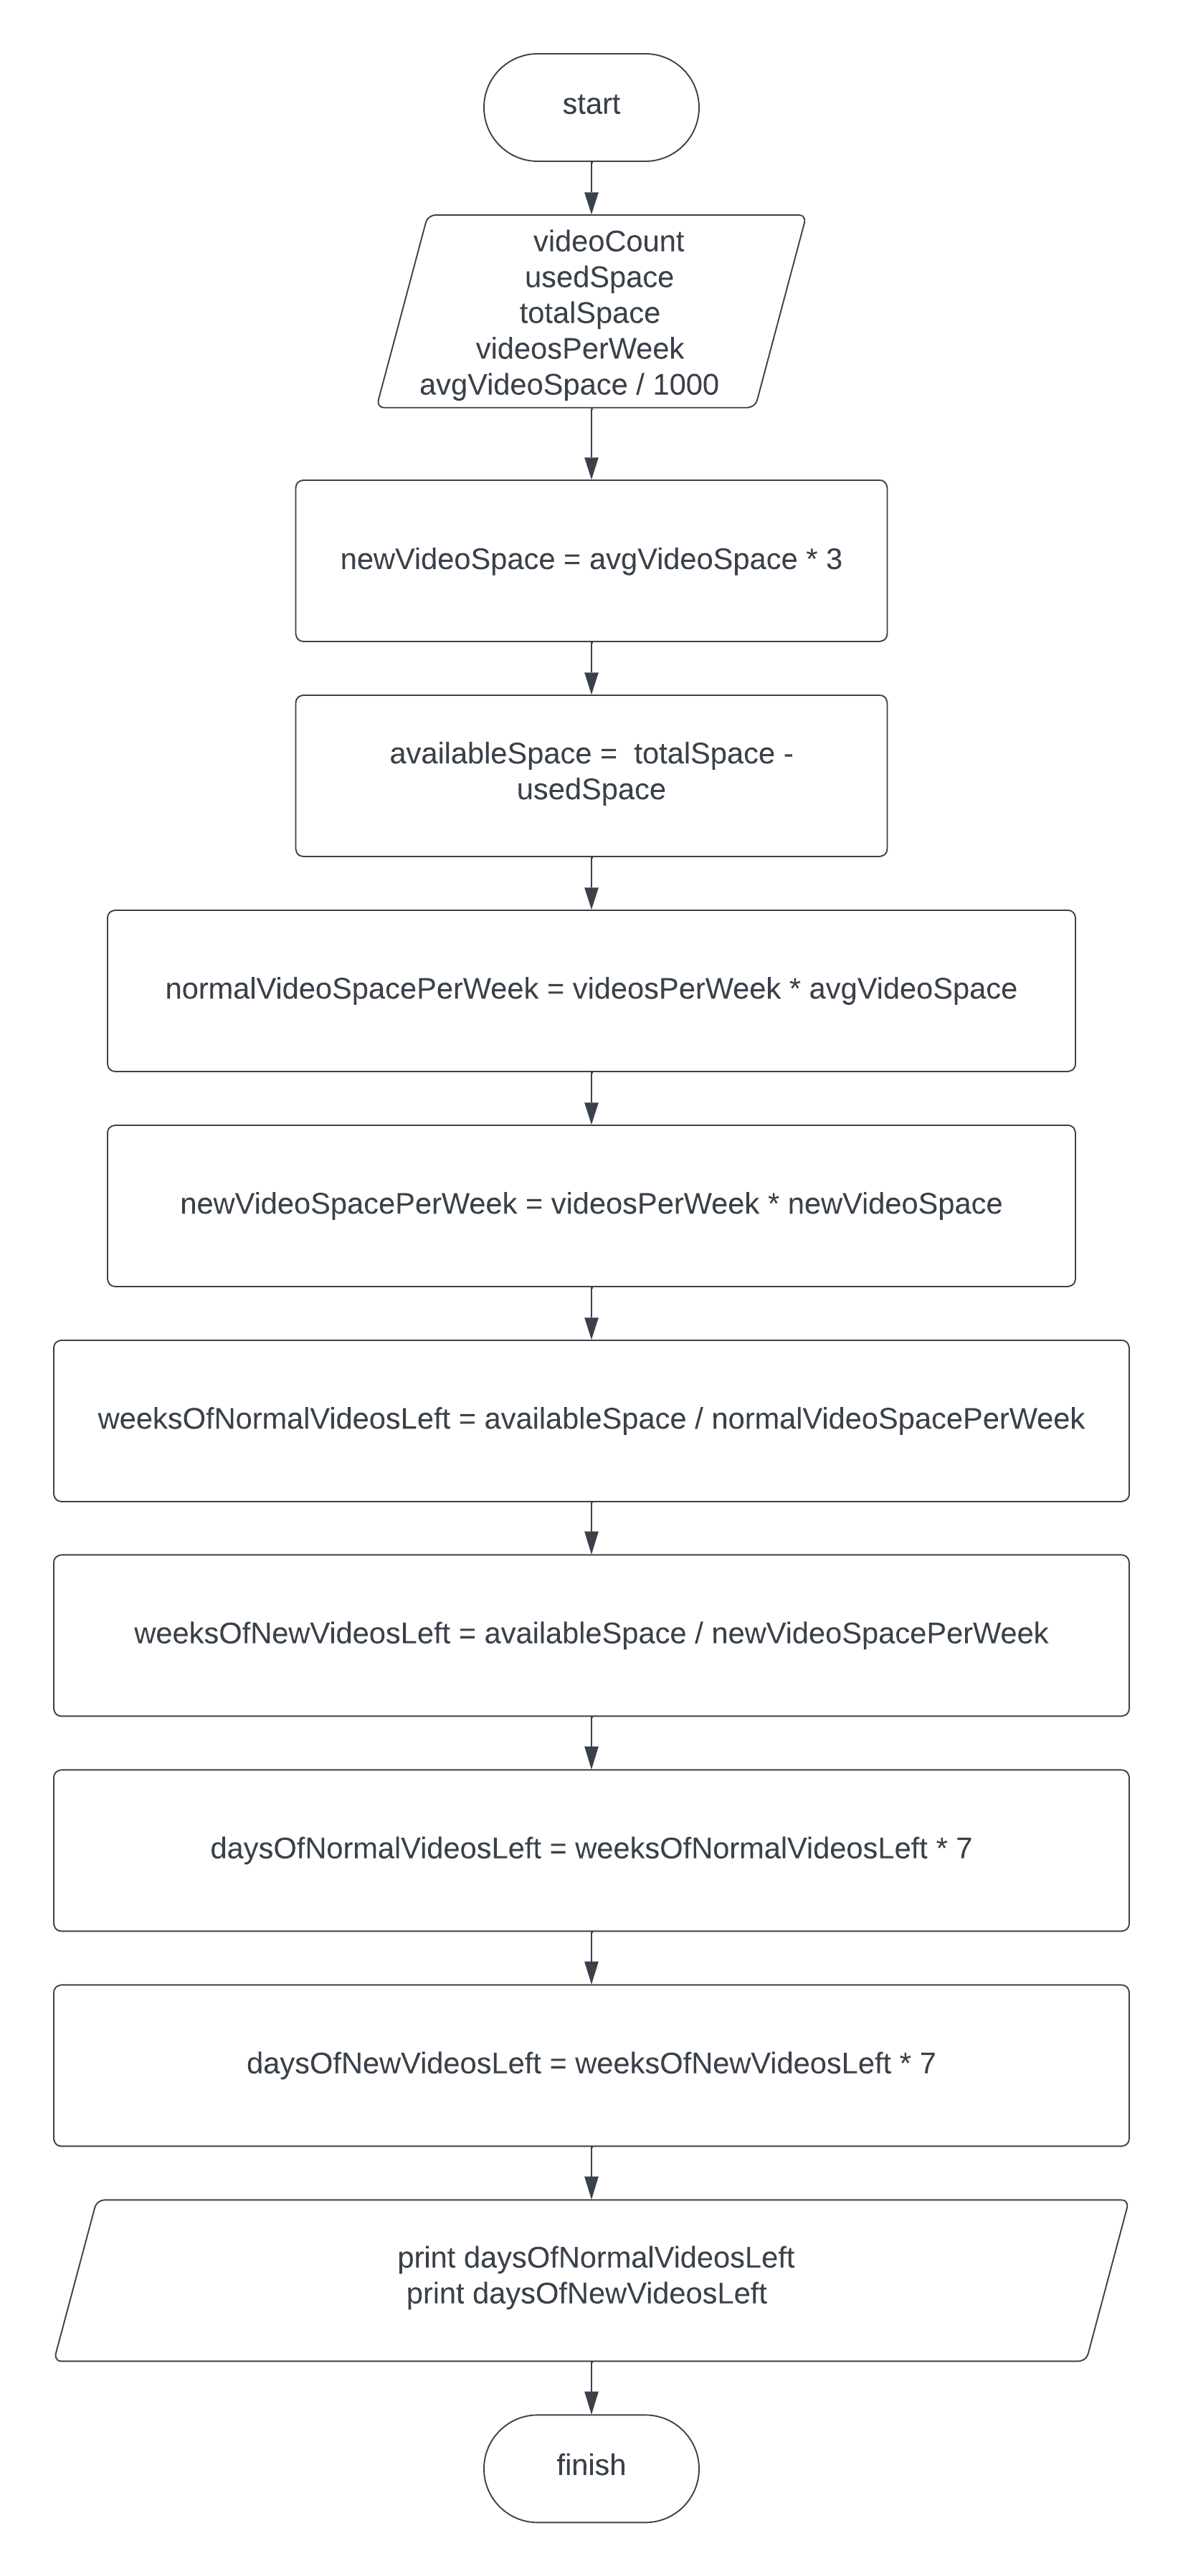 start
videoCount
usedSpace
totalSpace
videosPerWeek
avgVideoSpace / 1000
newVideoSpace = avgVideoSpace * 3
availableSpace =  totalSpace -
usedSpace
normalVideoSpacePerWeek = videosPerWeek * avgVideoSpace
newVideoSpacePerWeek = videosPerWeek * newVideoSpace
weeksOfNormalVideosLeft = availableSpace / normalVideoSpacePerWeek
weeksOfNewVideosLeft = availableSpace / newVideoSpacePerWeek
daysOfNormalVideosLeft = weeksOfNormalVideosLeft * 7
daysOfNewVideosLeft = weeksOfNewVideosLeft * 7
print daysOfNormalVideosLeft
print daysOfNewVideosLeft
finish